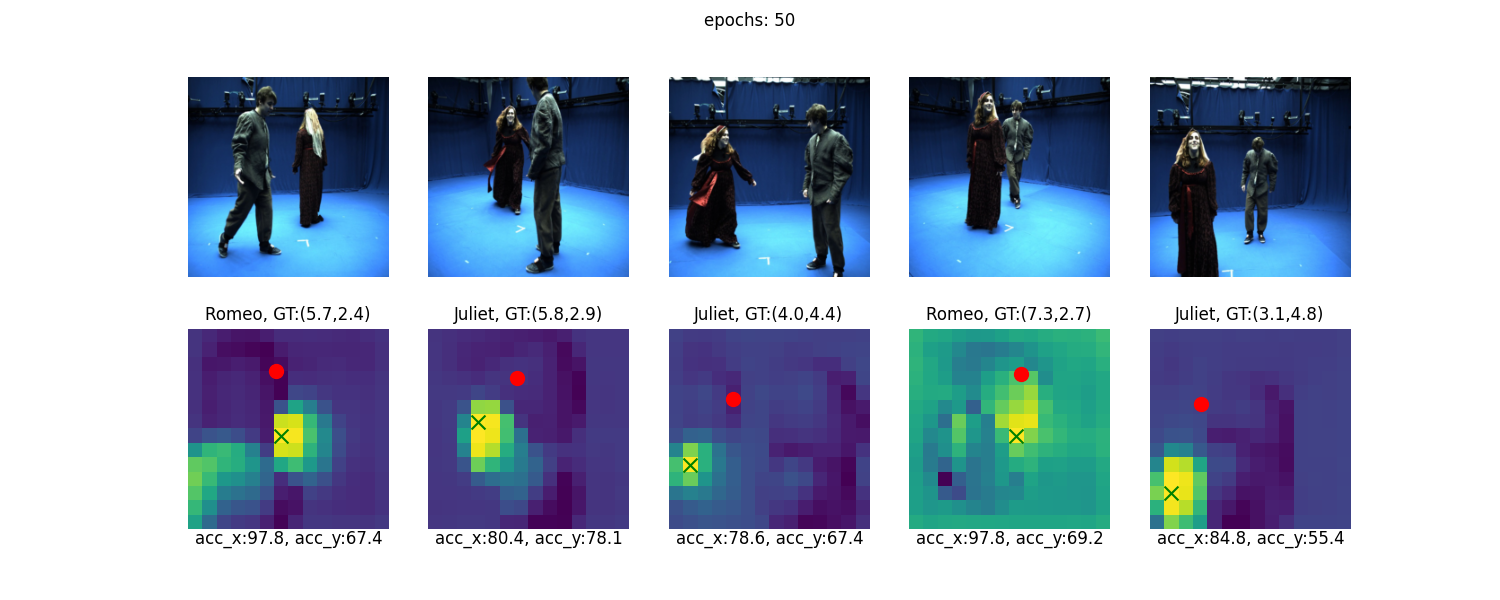 epochs: 50
Romeo, GT:(5.7,2.4)
Juliet, GT:(5.8,2.9)
Juliet, GT:(4.0,4.4)
Romeo, GT:(7.3,2.7)
Juliet, GT:(3.1,4.8)
acc_x:97.8, acc_y:67.4
acc_x:80.4, acc_y:78.1
acc_x:78.6, acc_y:67.4
acc_x:97.8, acc_y:69.2
acc_x:84.8, acc_y:55.4